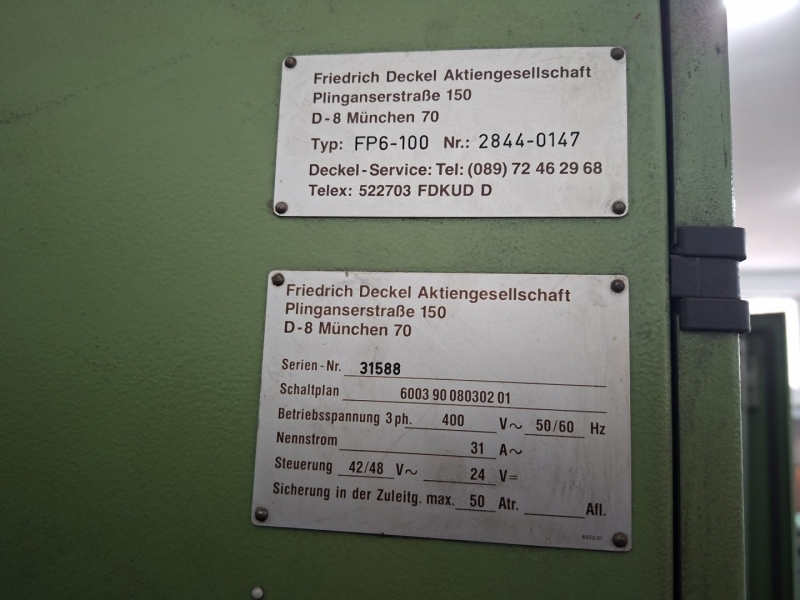 Friedrich Deckel Aktiengesellschaft
Plinganserstraße 150
D-8 München 70
Typ: FP6-100 Nr.: 2844-0147
Deckel-Service: Tel: (089) 72 46 29 68
Telex: 522703 FDKUD D
Friedrich Deckel Aktiengesellschaft
Plinganserstraße 150
D-8 München 70
Serien-Nr. 31588
Schaltplan 6003 90 080302 01
Betriebsspannung 3 ph. 400 V~ 50/60 Hz
Nennstrom 31 A~
Steuerung 42/48 V~ 24 V=
Sicherung in der Zuleitg. max. 50 Atr. Afl.